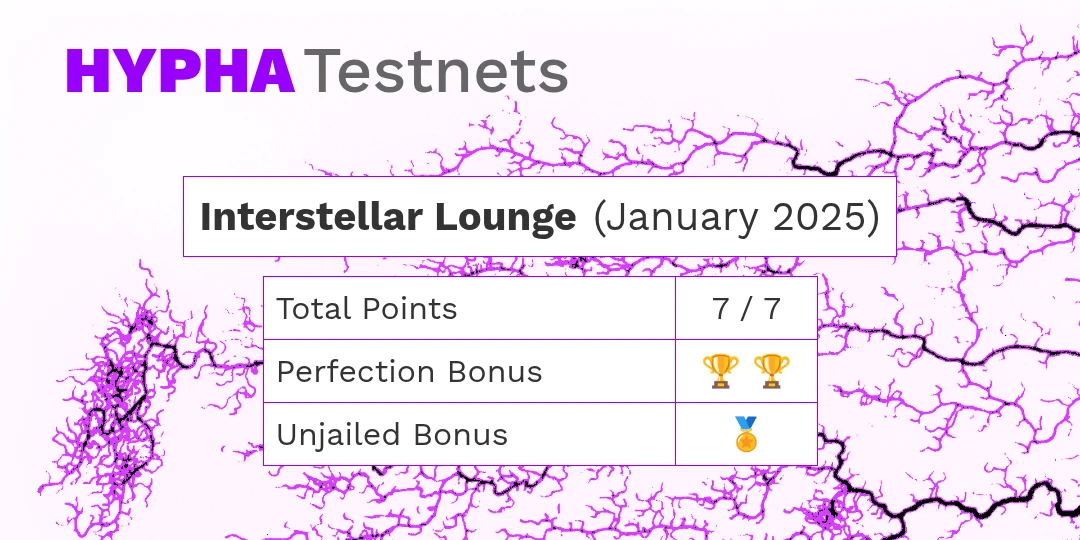 HYPHA Testnets
Interstellar Lounge (January 2025)
Total Points 7 / 7
Perfection Bonus 🏆 🏆
Unjailed Bonus 🏅